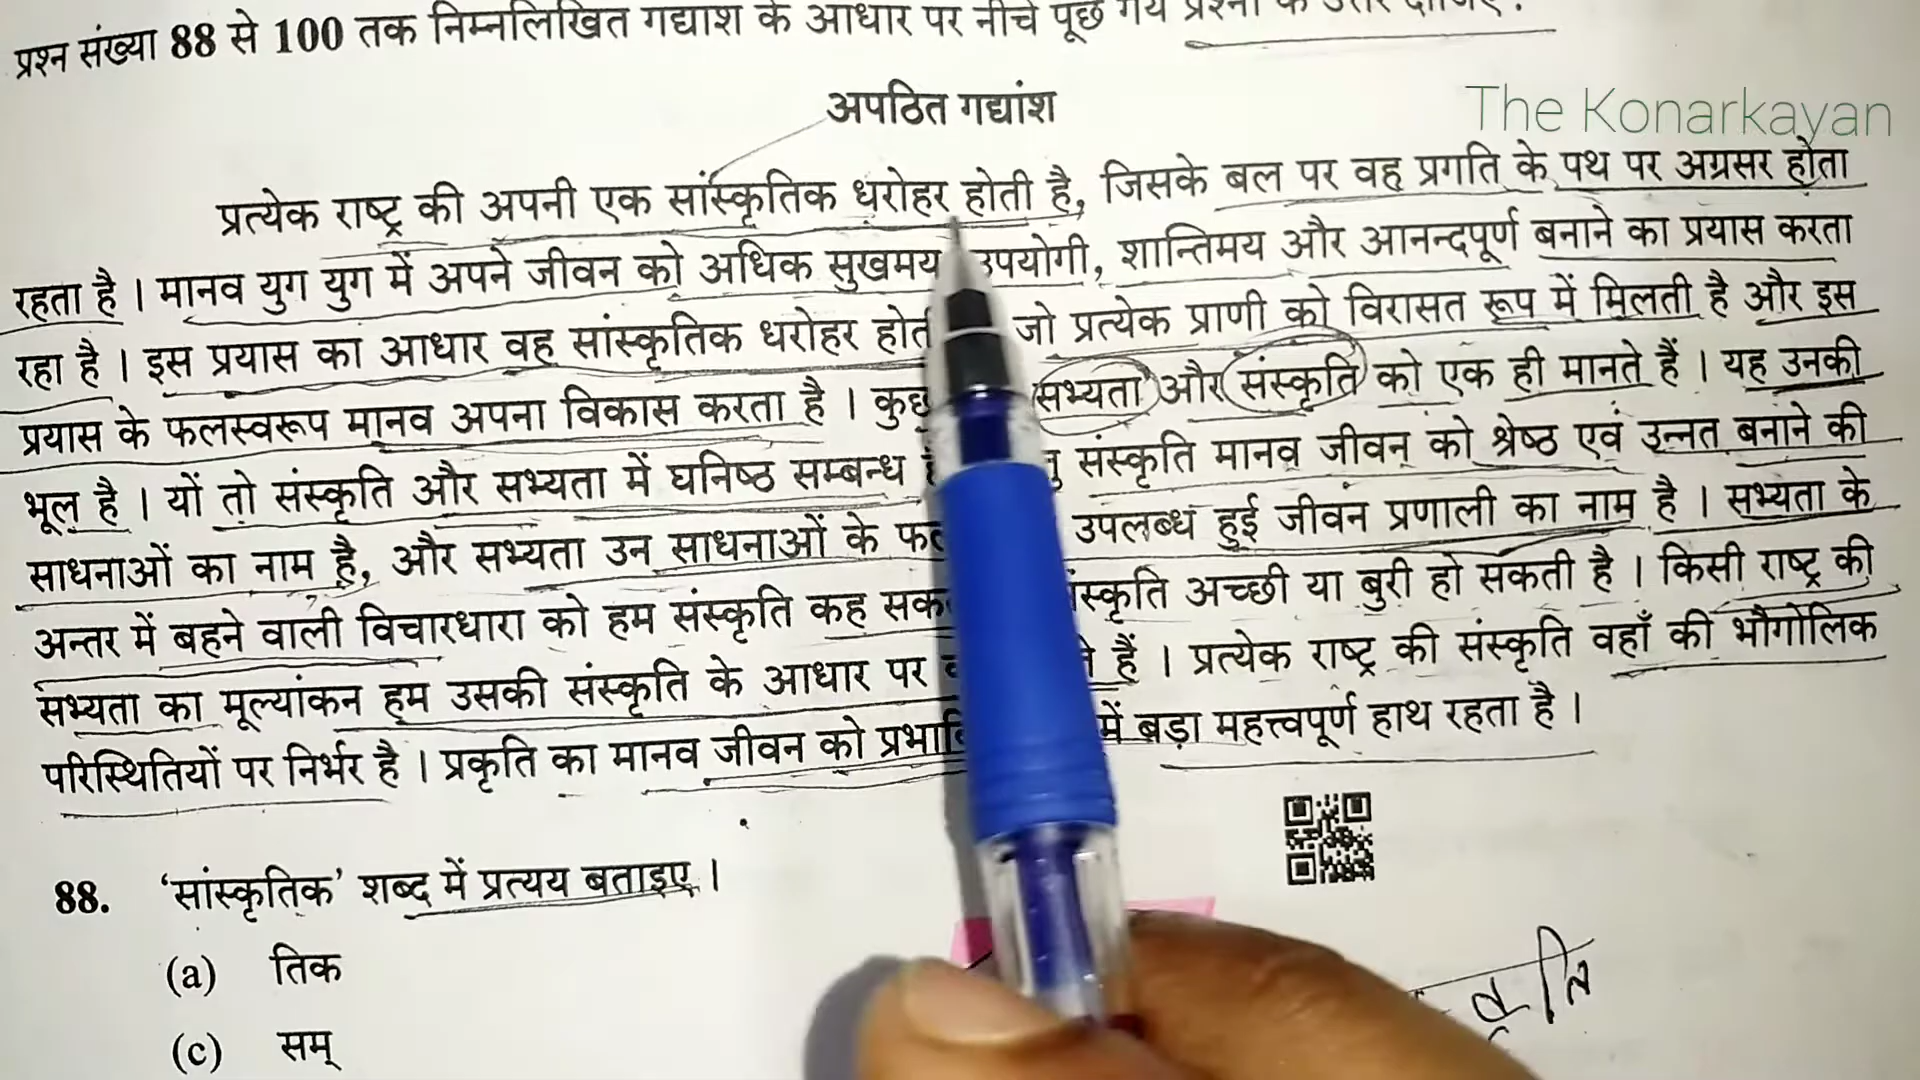 प्रश्न संख्या 88 से 100 तक निम्नलिखित गद्यांश के आधार पर नीचे पूछे गये प्रश्नों के उत्तर दीजिए :
अपठित गद्यांश
The Konarkayan
प्रत्येक राष्ट्र की अपनी एक सांस्कृतिक धरोहर होती है, जिसके बल पर वह प्रगति के पथ पर अग्रसर होता
रहता है । मानव युग युग में अपने जीवन को अधिक सुखमय उपयोगी, शान्तिमय और आनन्दपूर्ण बनाने का प्रयास करता
रहा है । इस प्रयास का आधार वह सांस्कृतिक धरोहर जो प्रत्येक प्राणी को विरासत रूप में मिलती है और इस
प्रयास के फलस्वरूप मानव अपना विकास करता है । सभ्यता और संस्कृति को एक ही मानते हैं । यह उनकी
भूल है । यों तो संस्कृति और सभ्यता में घनिष्ठ सम्बन्ध संस्कृति मानव जीवन को श्रेष्ठ एवं उन्नत बनाने की
साधनाओं का नाम है, और सभ्यता उन साधनाओं के उपलब्ध हुई जीवन प्रणाली का नाम है । सभ्यता के
अन्तर में बहने वाली विचारधारा को हम संस्कृति कह अच्छी या बुरी हो सकती है । किसी राष्ट्र की
सभ्यता का मूल्यांकन हम उसकी संस्कृति के आधार पर हैं । प्रत्येक राष्ट्र की संस्कृति वहाँ की भौगोलिक
परिस्थितियों पर निर्भर है । प्रकृति का मानव जीवन को में बड़ा महत्त्वपूर्ण हाथ रहता है ।
88. 'सांस्कृतिक' शब्द में प्रत्यय बताइए ।
(a) तिक
(c) सम्